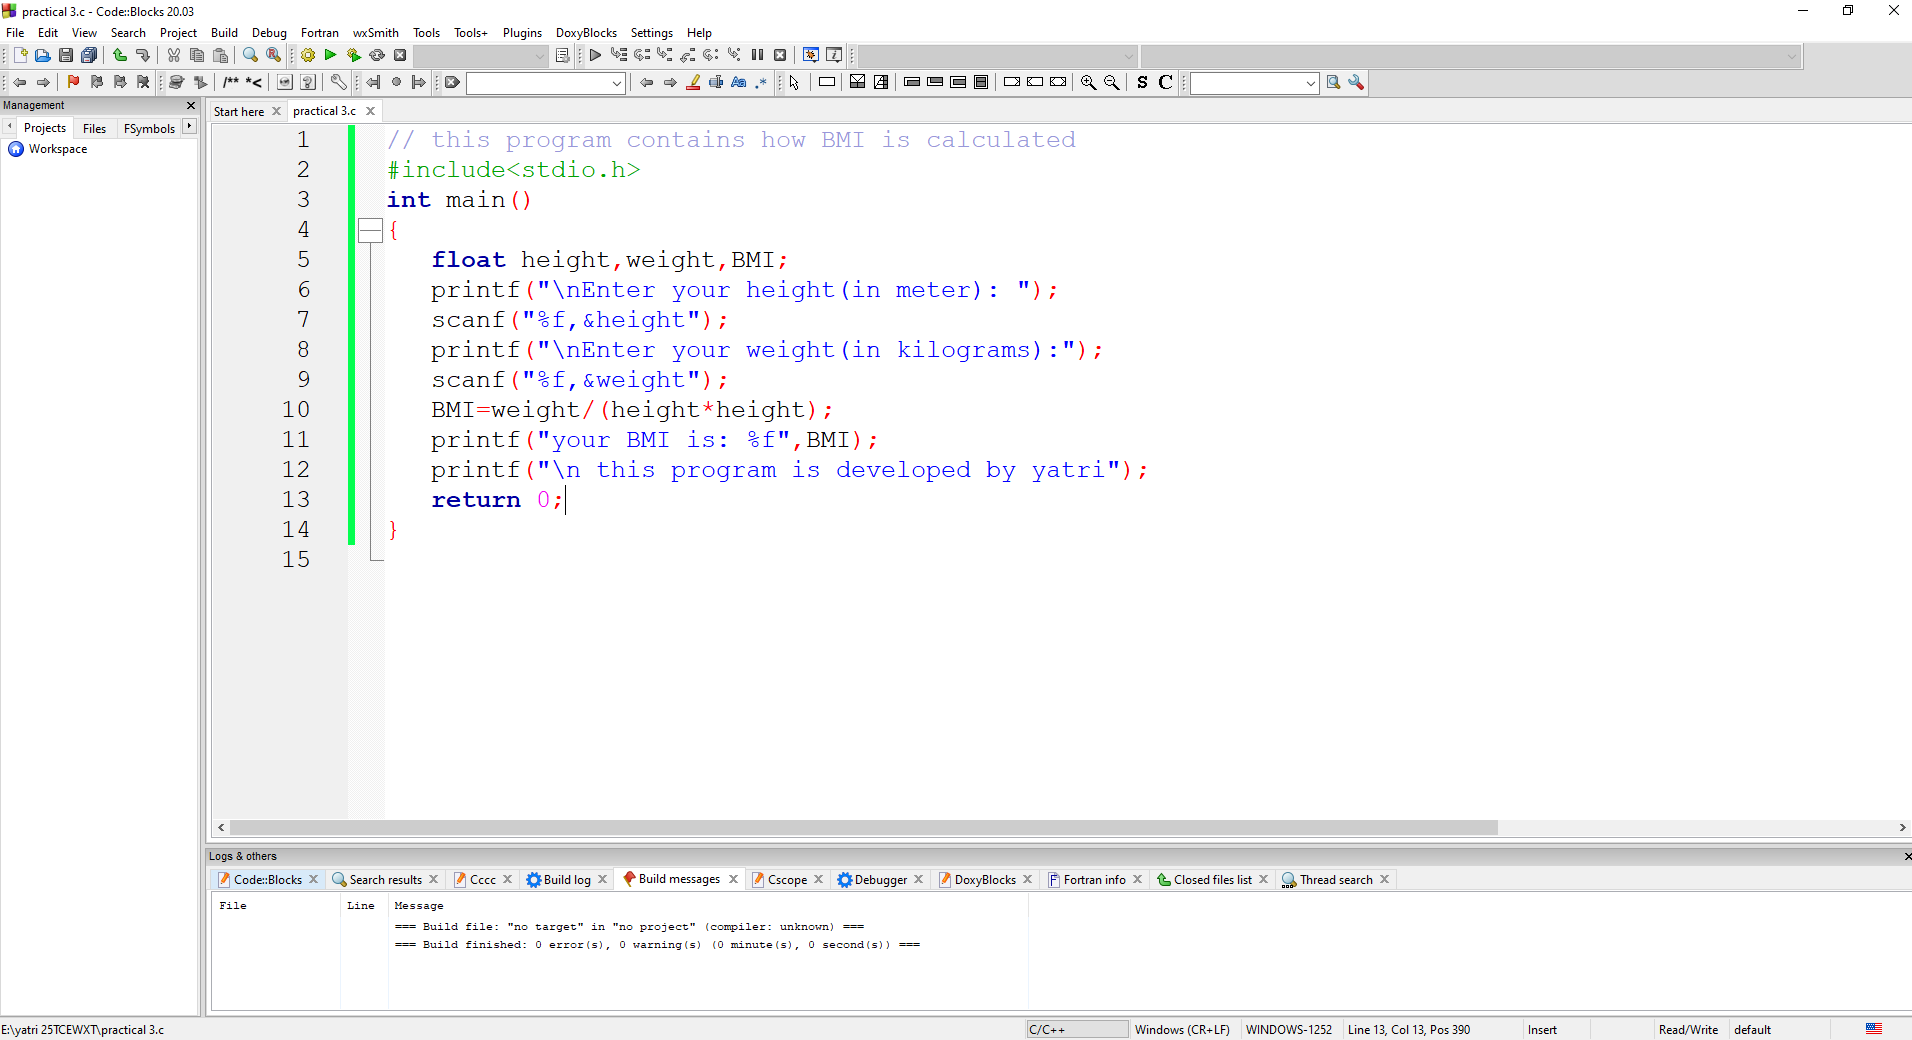 practical 3.c - Code::Blocks 20.03
File Edit View Search Project Build Debug Fortran wxSmith Tools Tools+ Plugins DoxyBlocks Settings Help
/** *<
Aa .*
S C
Management
Start here practical 3.c
Projects Files FSymbols
Workspace
1 // this program contains how BMI is calculated
2 #include<stdio.h>
3 int main()
4 {
5 float height,weight,BMI;
6 printf("\nEnter your height(in meter): ");
7 scanf("%f,&height");
8 printf("\nEnter your weight(in kilograms):");
9 scanf("%f,&weight");
10 BMI=weight/(height*height);
11 printf("your BMI is: %f",BMI);
12 printf("\n this program is developed by yatri");
13 return 0;
14 }
15
Logs & others
Code::Blocks Search results Cccc Build log Build messages Cscope Debugger DoxyBlocks Fortran info Closed files list Thread search
File Line Message
=== Build file: "no target" in "no project" (compiler: unknown) ===
=== Build finished: 0 error(s), 0 warning(s) (0 minute(s), 0 second(s)) ===
E:\yatri 25TCEWXT\practical 3.c C/C++ Windows (CR+LF) WINDOWS-1252 Line 13, Col 13, Pos 390 Insert Read/Write default